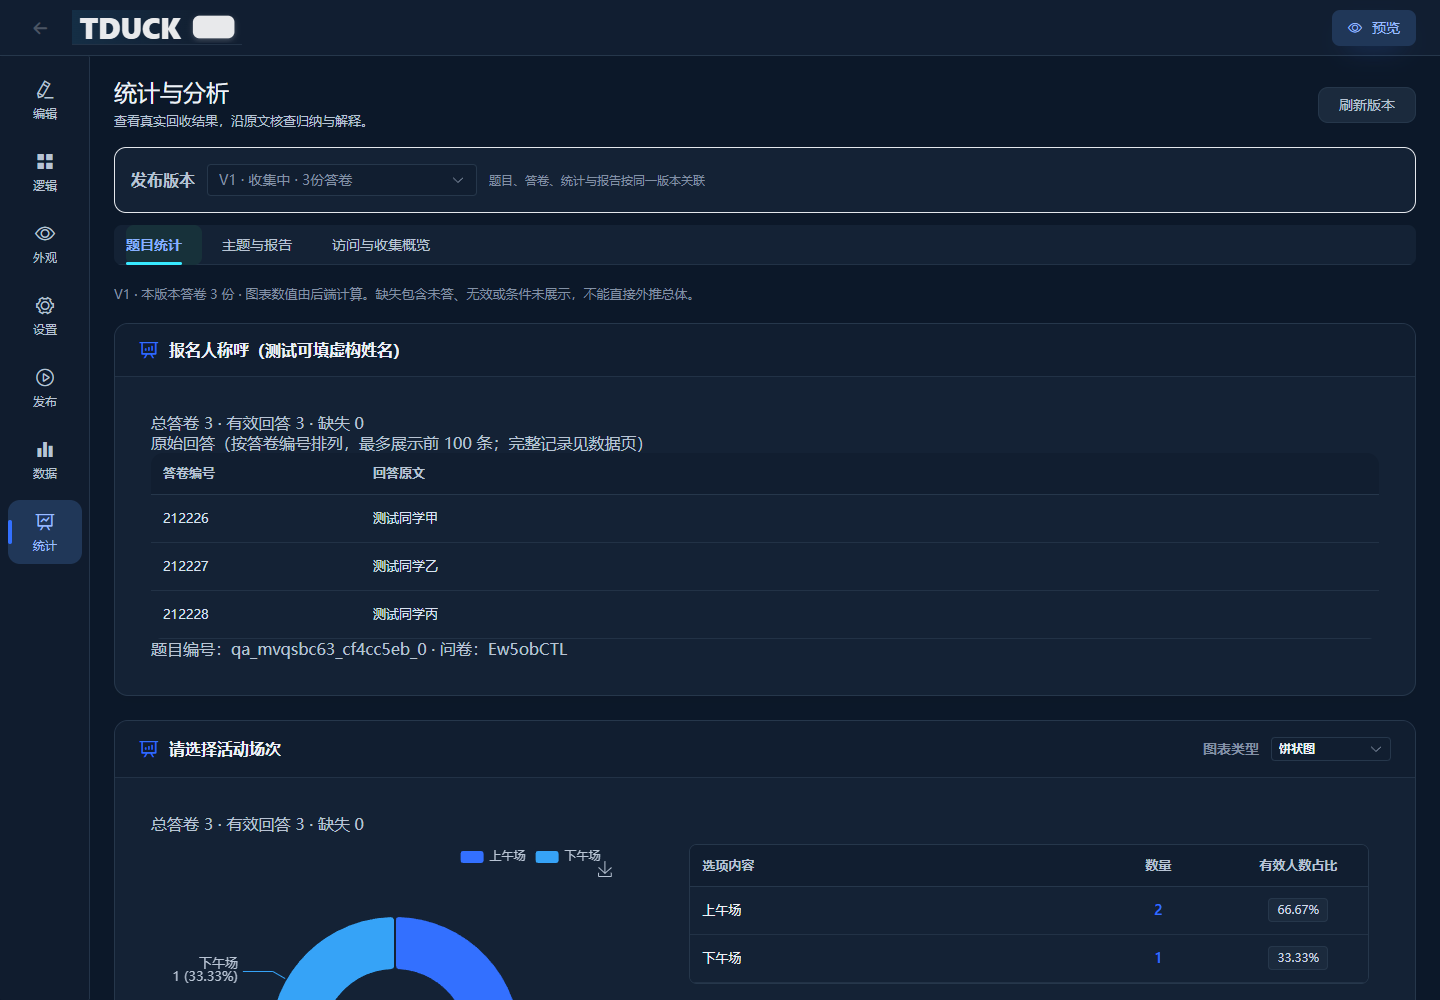 TDUCK
预览
编辑
逻辑
外观
设置
发布
数据
统计
统计与分析
查看真实回收结果，沿原文核查归纳与解释。
刷新版本
发布版本
V1 · 收集中 · 3份答卷
题目、答卷、统计与报告按同一版本关联
题目统计 主题与报告 访问与收集概览
V1 · 本版本答卷 3 份 · 图表数值由后端计算。缺失包含未答、无效或条件未展示，不能直接外推总体。
报名人称呼（测试可填虚构姓名）
总答卷 3 · 有效回答 3 · 缺失 0
原始回答（按答卷编号排列，最多展示前 100 条；完整记录见数据页）
答卷编号 回答原文
212226 测试同学甲
212227 测试同学乙
212228 测试同学丙
题目编号：qa_mvqsbc63_cf4cc5eb_0 · 问卷：Ew5obCTL
请选择活动场次
图表类型 饼状图
总答卷 3 · 有效回答 3 · 缺失 0
上午场 下午场
下午场
1 (33.33%)
选项内容 数量 有效人数占比
上午场 2 66.67%
下午场 1 33.33%